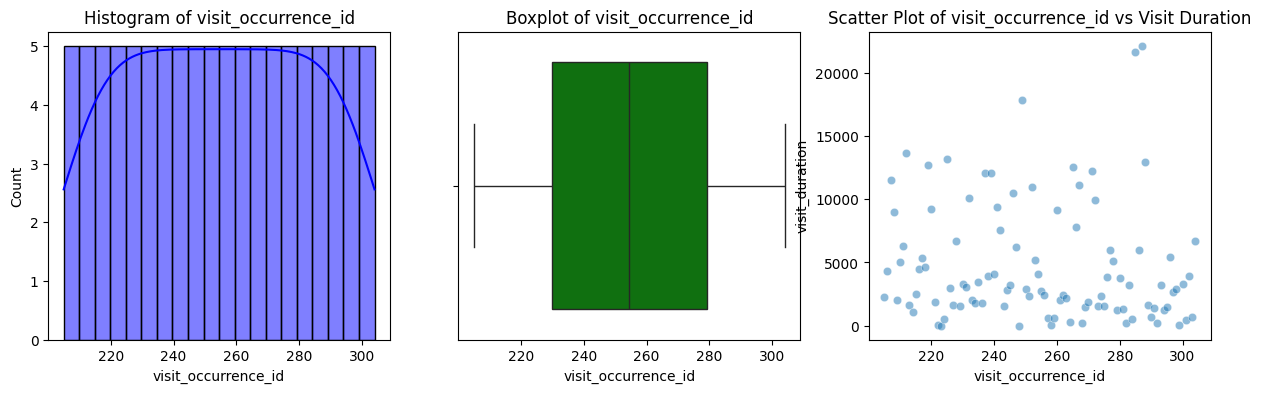 Histogram of visit_occurrence_id
Count
5
4
3
2
1
0
220 240 260 280 300
visit_occurrence_id
Boxplot of visit_occurrence_id
220 240 260 280 300
visit_occurrence_id
Scatter Plot of visit_occurrence_id vs Visit Duration
visit_duration
20000
15000
10000
5000
0
220 240 260 280 300
visit_occurrence_id